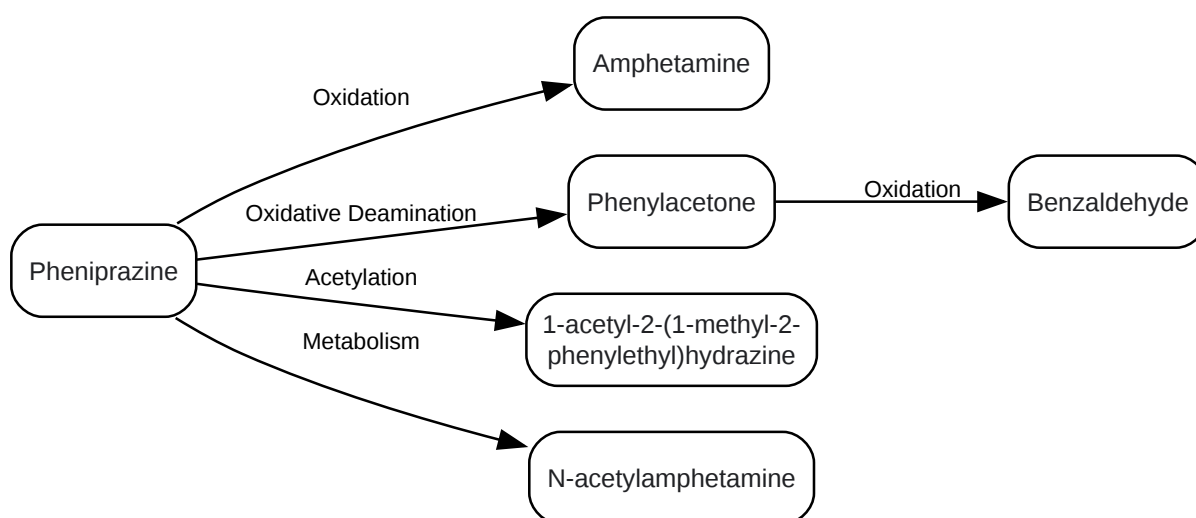 Amphetamine
Oxidation
Phenylacetone
Oxidation
Benzaldehyde
Oxidative Deamination
Pheniprazine
Acetylation
1-acetyl-2-(1-methyl-2-
phenylethyl)hydrazine
Metabolism
N-acetylamphetamine